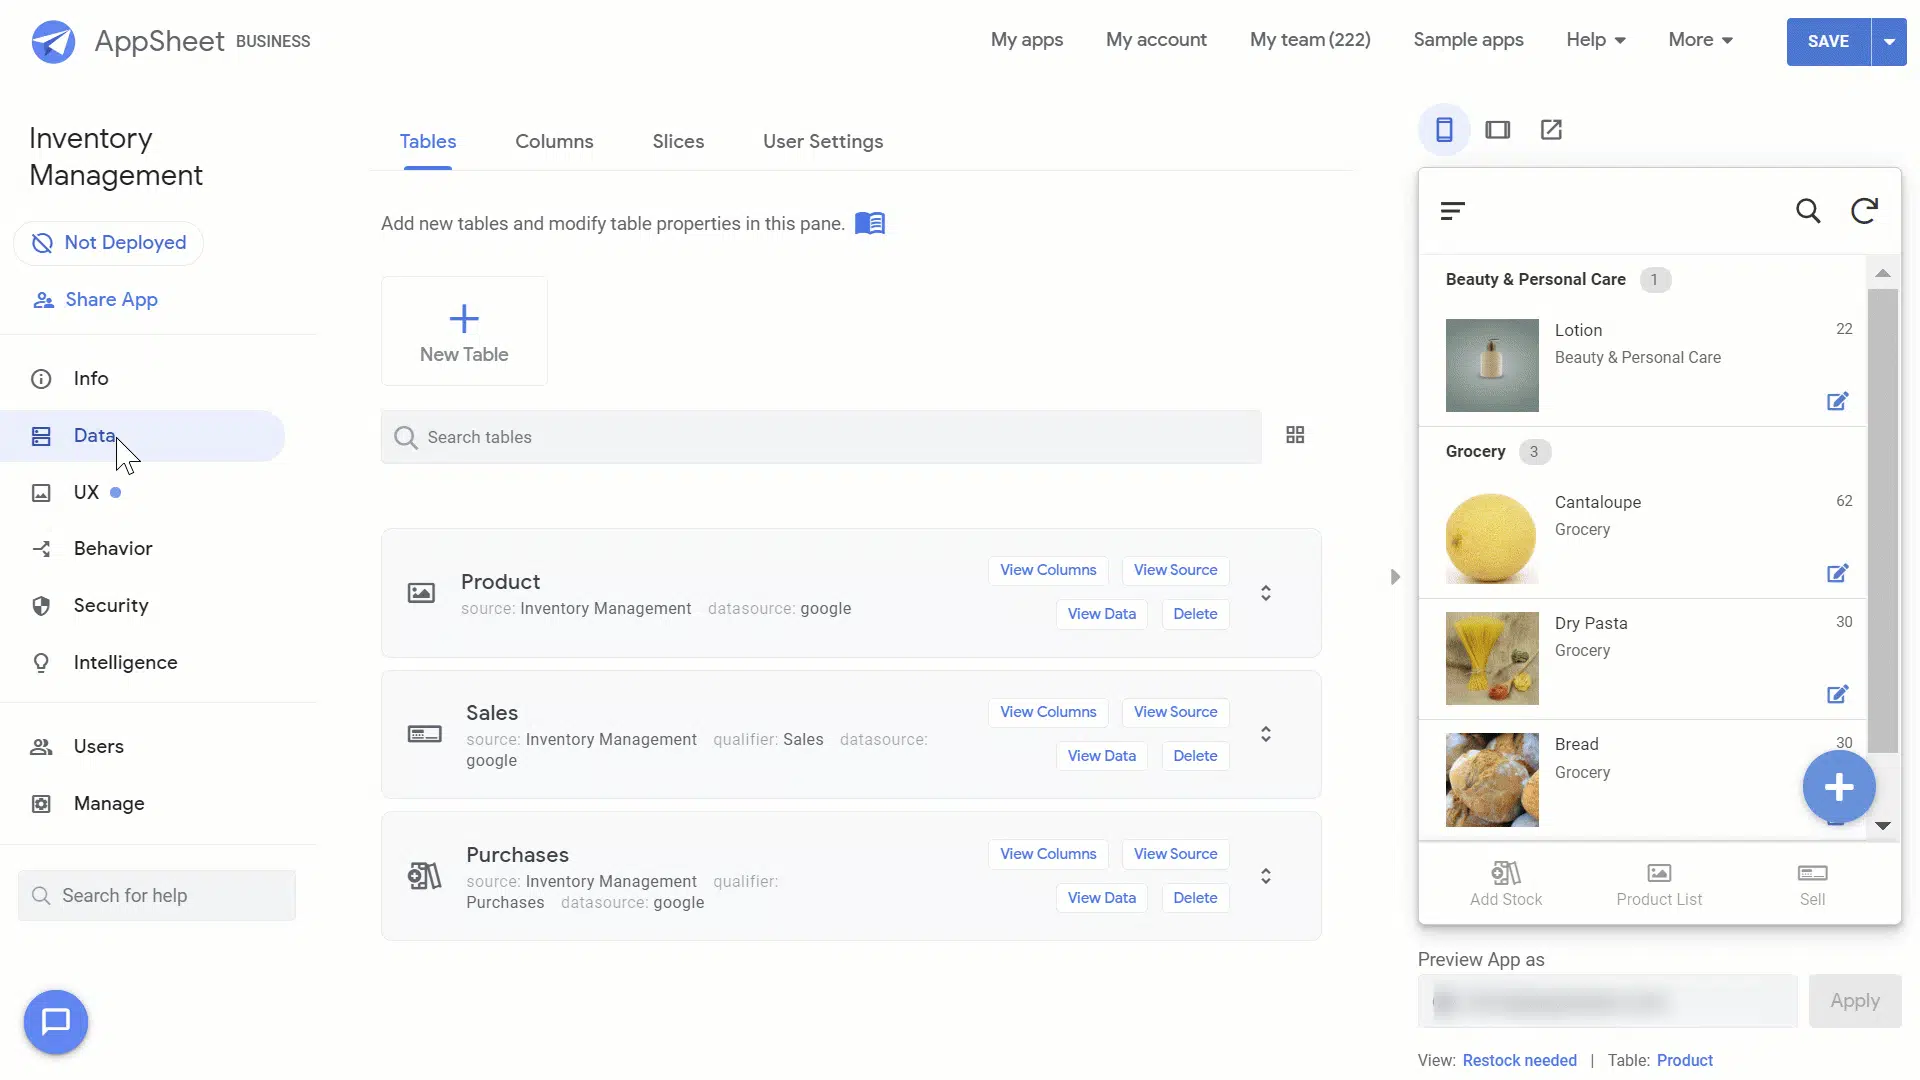 AppSheet BUSINESS
My apps
My account
My team (222)
Sample apps
Help
More
SAVE
Inventory
Management
Not Deployed
Share App
Info
Data
UX
Behavior
Security
Intelligence
Users
Manage
Search for help
Tables
Columns
Slices
User Settings
Add new tables and modify table properties in this pane.
New Table
Search tables
Product
source: Inventory Management datasource: google
View Columns
View Source
View Data
Delete
Sales
source: Inventory Management qualifier: Sales datasource:
google
View Columns
View Source
View Data
Delete
Purchases
source: Inventory Management qualifier:
Purchases datasource: google
View Columns
View Source
View Data
Delete
Beauty & Personal Care 1
Lotion 22
Beauty & Personal Care
Grocery 3
Cantaloupe 62
Grocery
Dry Pasta 30
Grocery
Bread 30
Grocery
Add Stock
Product List
Sell
Preview App as
Apply
View: Restock needed | Table: Product